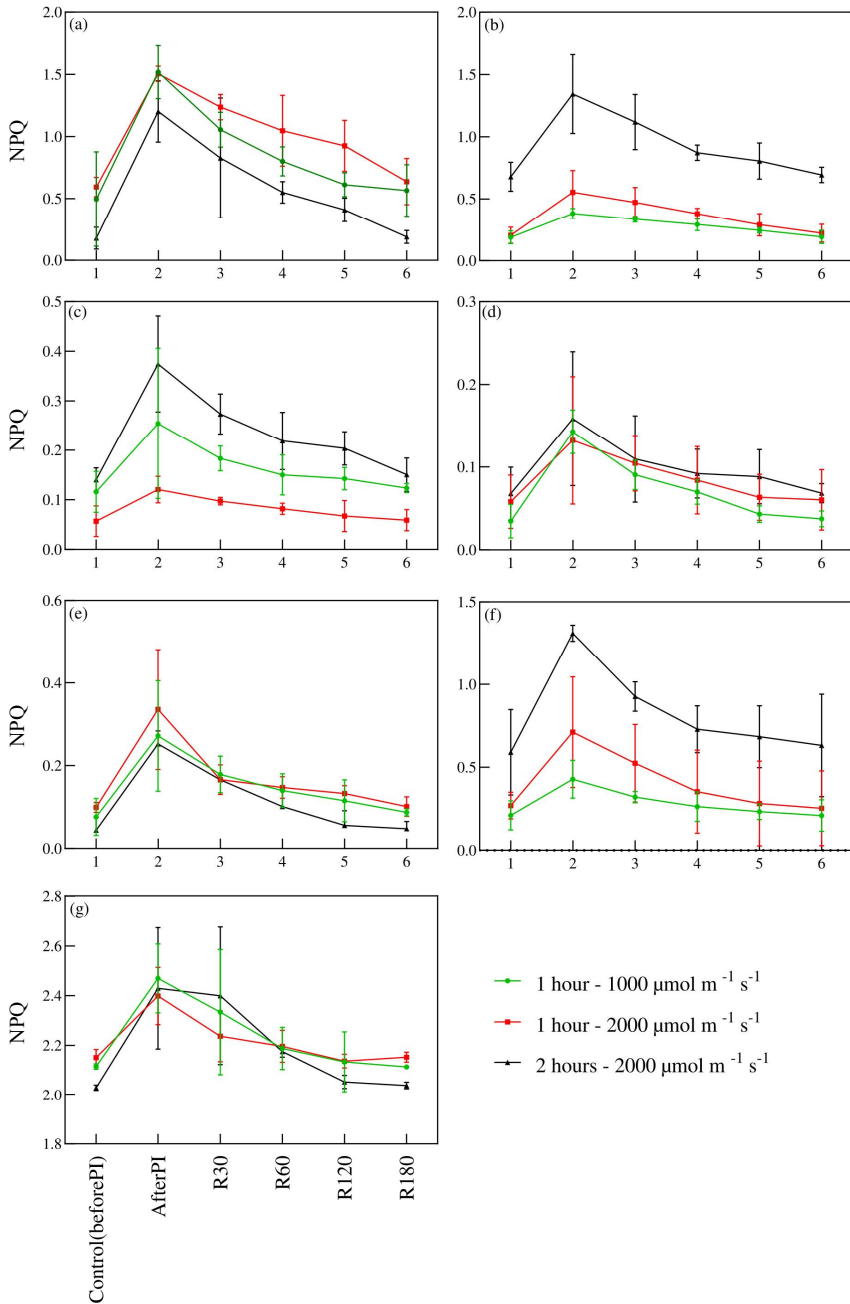 (a)
NPQ
2.0
1.5
1.0
0.5
0.0
1 2 3 4 5 6
(b)
2.0
1.5
1.0
0.5
0.0
1 2 3 4 5 6
(c)
NPQ
0.5
0.4
0.3
0.2
0.1
0.0
1 2 3 4 5 6
(d)
0.3
0.2
0.1
0.0
1 2 3 4 5 6
(e)
NPQ
0.6
0.4
0.2
0.0
1 2 3 4 5 6
(f)
1.5
1.0
0.5
0.0
1 2 3 4 5 6
(g)
NPQ
2.8
2.6
2.4
2.2
2.0
1.8
Control(beforePI)
AfterPI
R30
R60
R120
R180
1 hour - 1000 µmol m⁻¹ s⁻¹
1 hour - 2000 µmol m⁻¹ s⁻¹
2 hours - 2000 µmol m⁻¹ s⁻¹